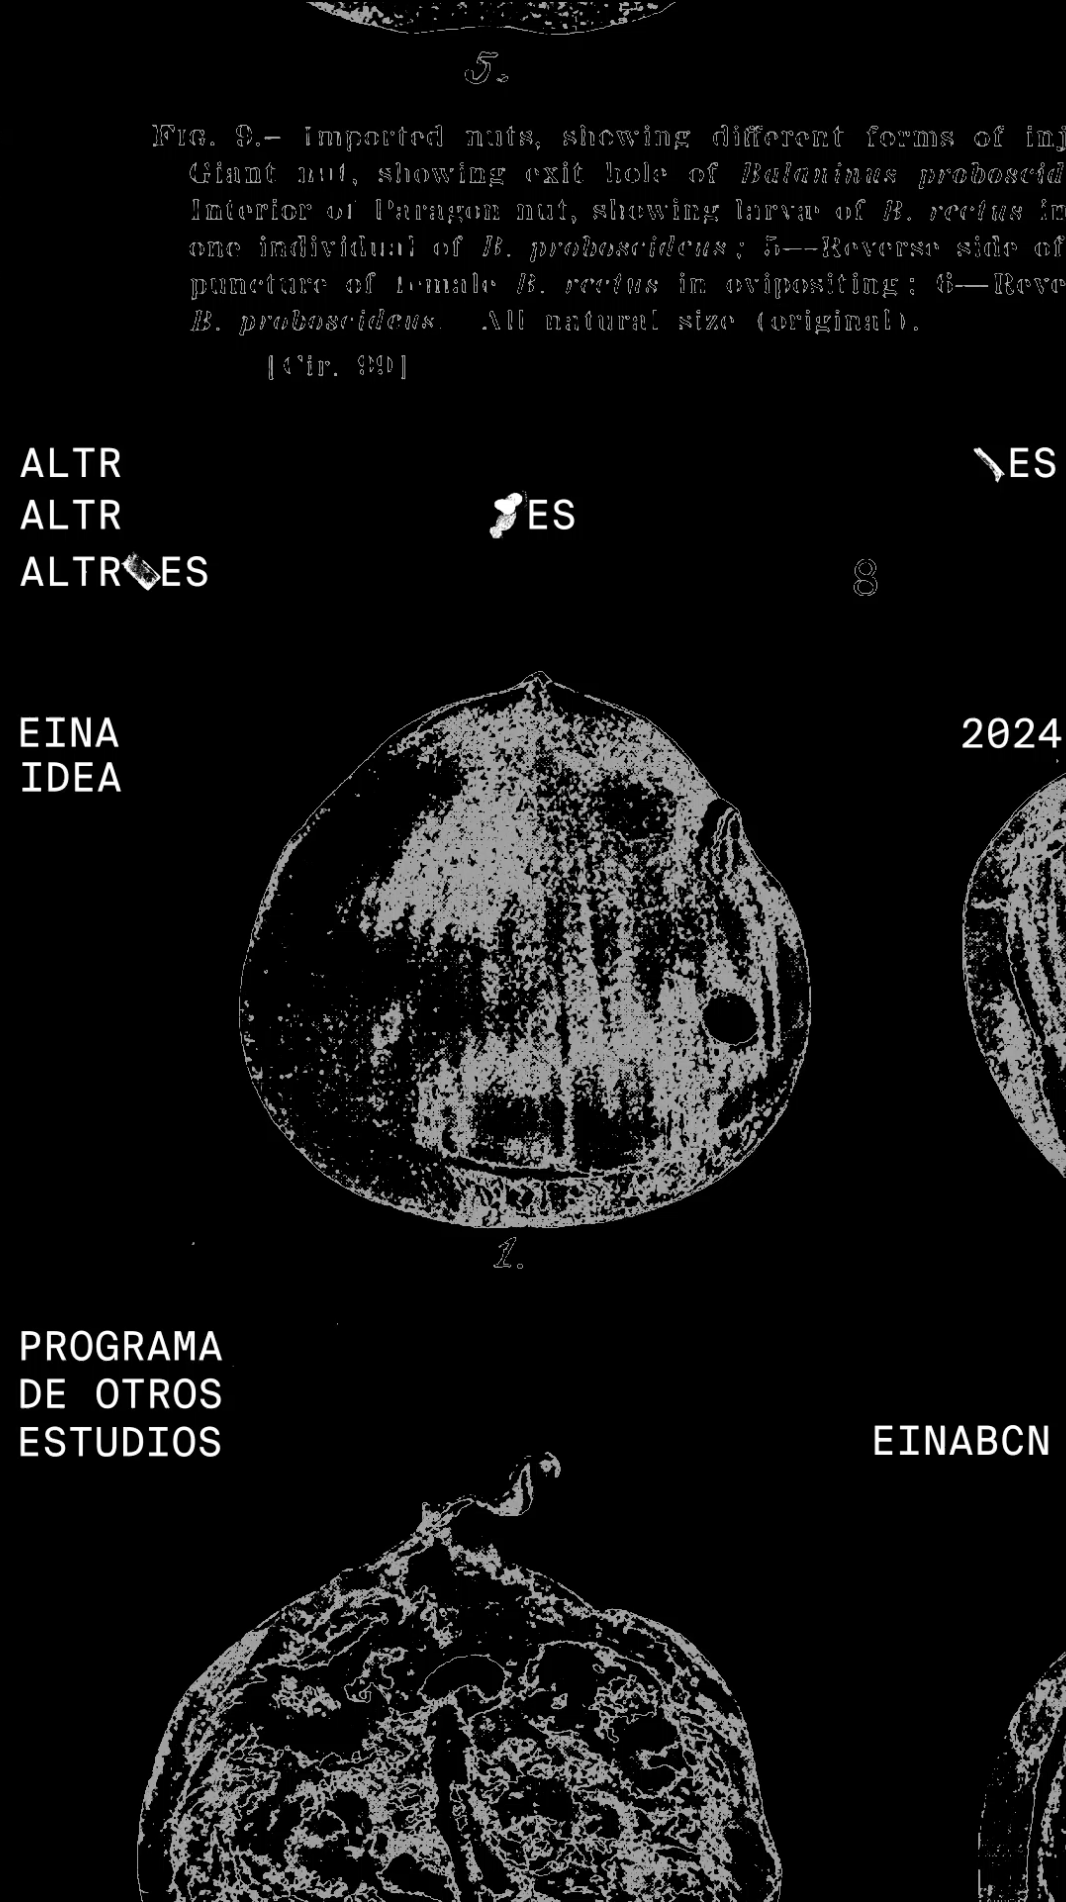 5.
FIG. 9.— Imported nuts, showing different forms of inj
Giant nut, showing exit hole of Balaninus proboscid
Interior of Paragon nut, showing larvæ of B. rectus in
one individual of B. proboscideus; 5—Reverse side of
puncture of female B. rectus in ovipositing; 6—Reve
B. proboscideus. All natural size (original).
[Cir. 99]
ALTR ES
ALTR ES
ALTR ES
8
EINA 2024
IDEA
1.
PROGRAMA
DE OTROS
ESTUDIOS EINABCN